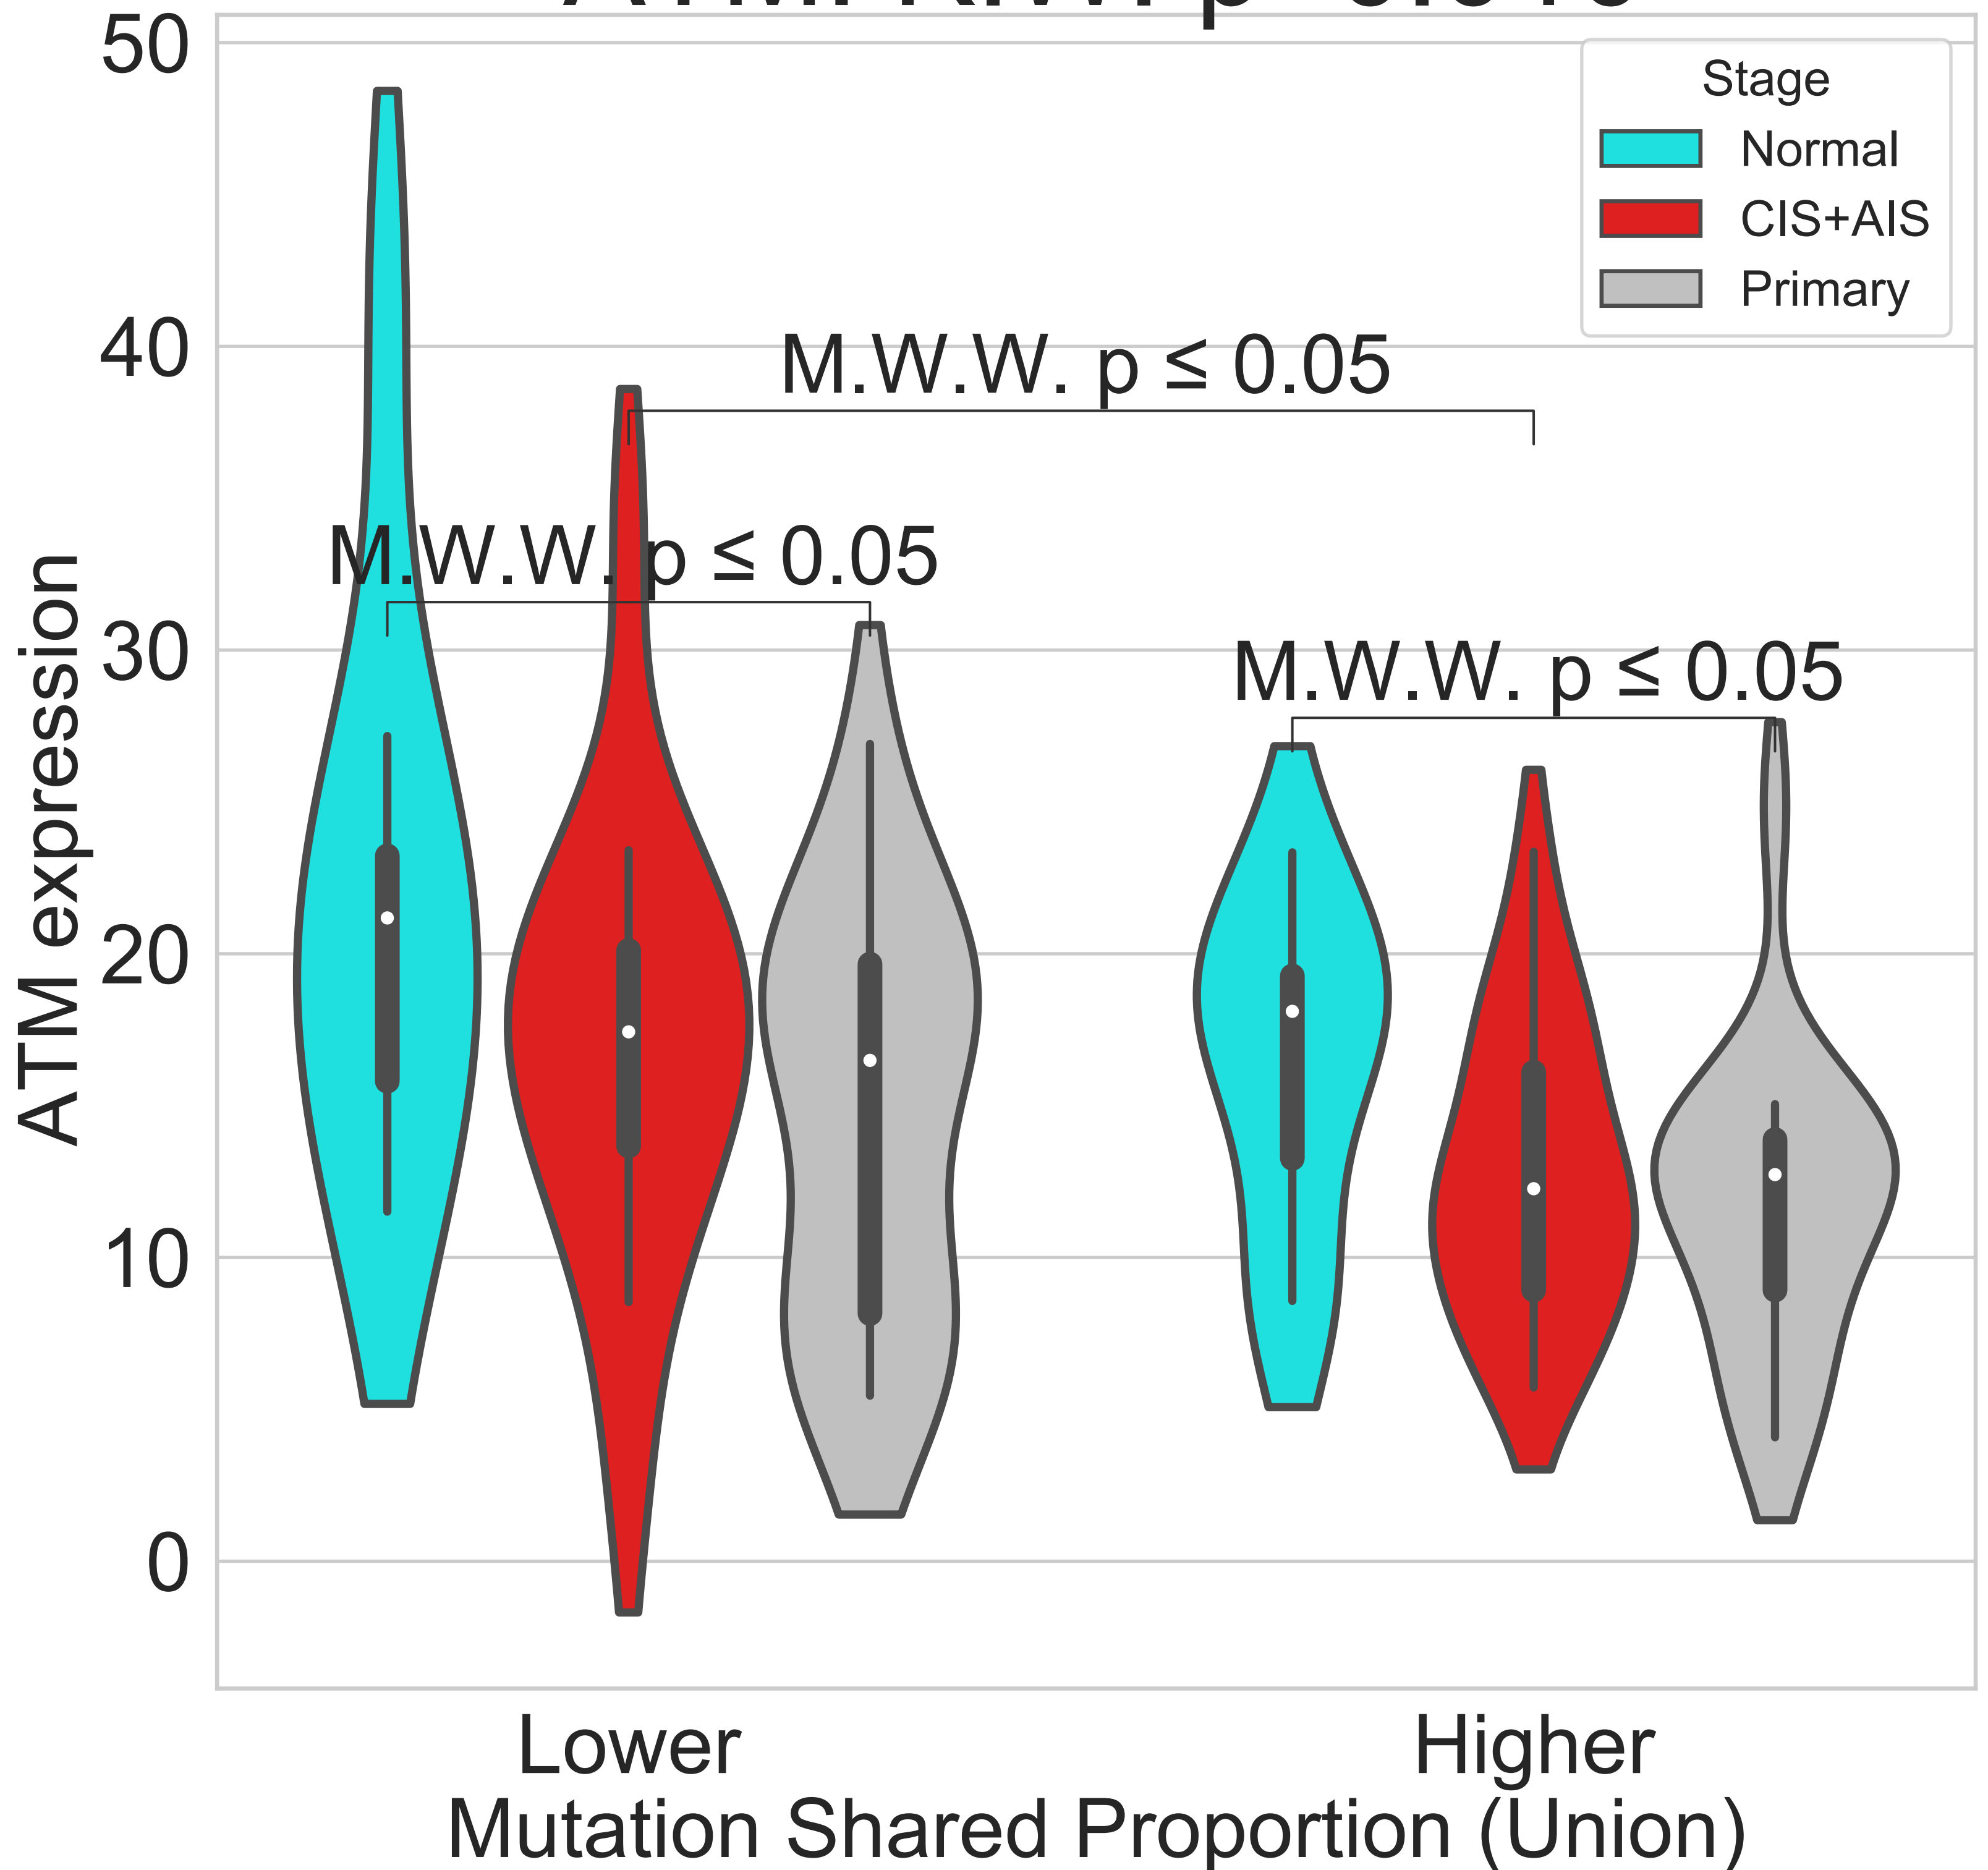 50
Stage
Normal
CIS+AIS
Primary
40
M.W.W. p ≤ 0.05
M.W.W. p ≤ 0.05
30
M.W.W. p ≤ 0.05
ATM expression
20
10
0
Lower
Higher
Mutation Shared Proportion (Union)